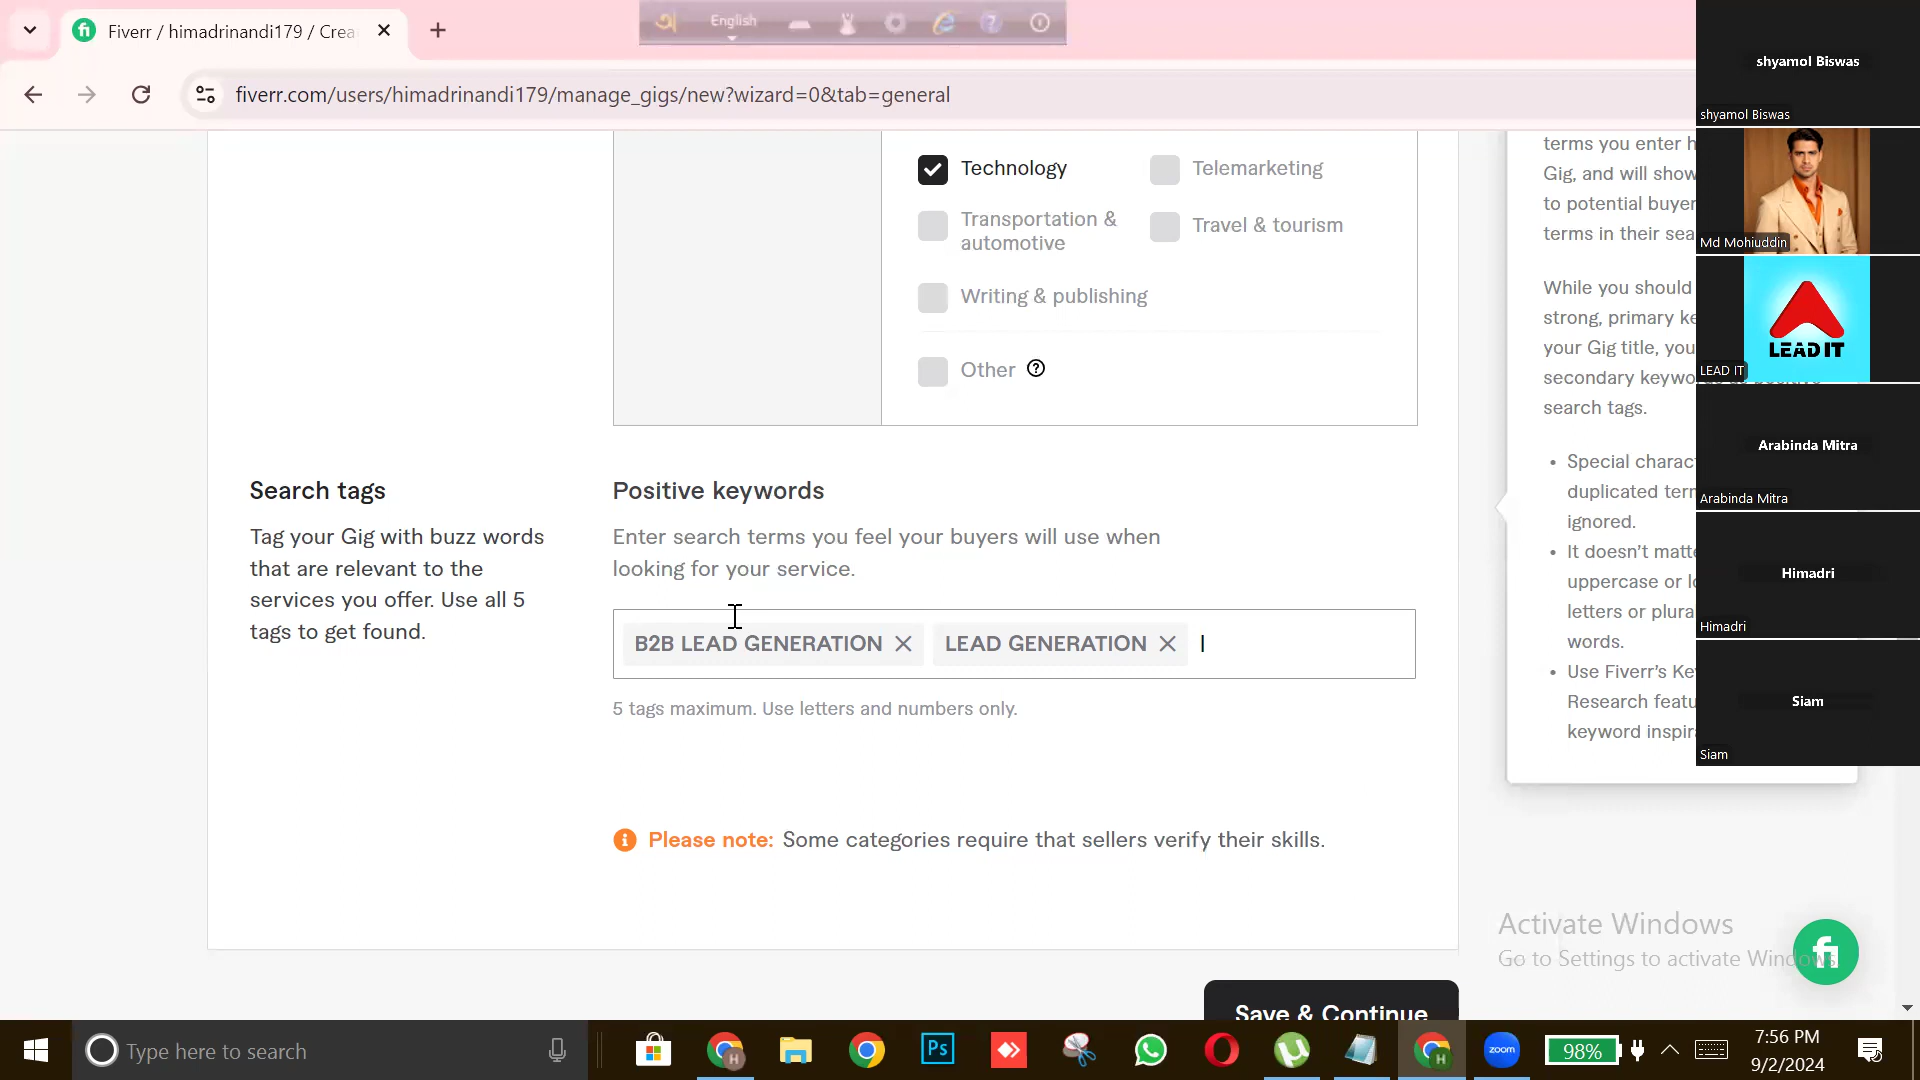 Fiverr / himadrinandi179 / Crea
English
fiverr.com/users/himadrinandi179/manage_gigs/new?wizard=0&tab=general
Technology
Telemarketing
Transportation &
automotive
Travel & tourism
Writing & publishing
Other
Search tags
Tag your Gig with buzz words
that are relevant to the
services you offer. Use all 5
tags to get found.
Positive keywords
Enter search terms you feel your buyers will use when
looking for your service.
B2B LEAD GENERATION
LEAD GENERATION
5 tags maximum. Use letters and numbers only.
Please note: Some categories require that sellers verify their skills.
Save & Continue
terms you enter
Gig, and will show
to potential buyer
terms in their sea
While you should
strong, primary ke
your Gig title, you
secondary keywo
search tags.
Special charac
duplicated tern
ignored.
It doesn't matt
uppercase or l
letters or plura
words.
Use Fiverr's Ke
Research featu
keyword inspir
shyamol Biswas
shyamol Biswas
Md Mohiuddin
LEAD IT
LEAD IT
Arabinda Mitra
Arabinda Mitra
Himadri
Himadri
Siam
Siam
Activate Windows
Go to Settings to activate Windows.
fi
Type here to search
Ps
H
H
zoom
98%
7:56 PM
9/2/2024